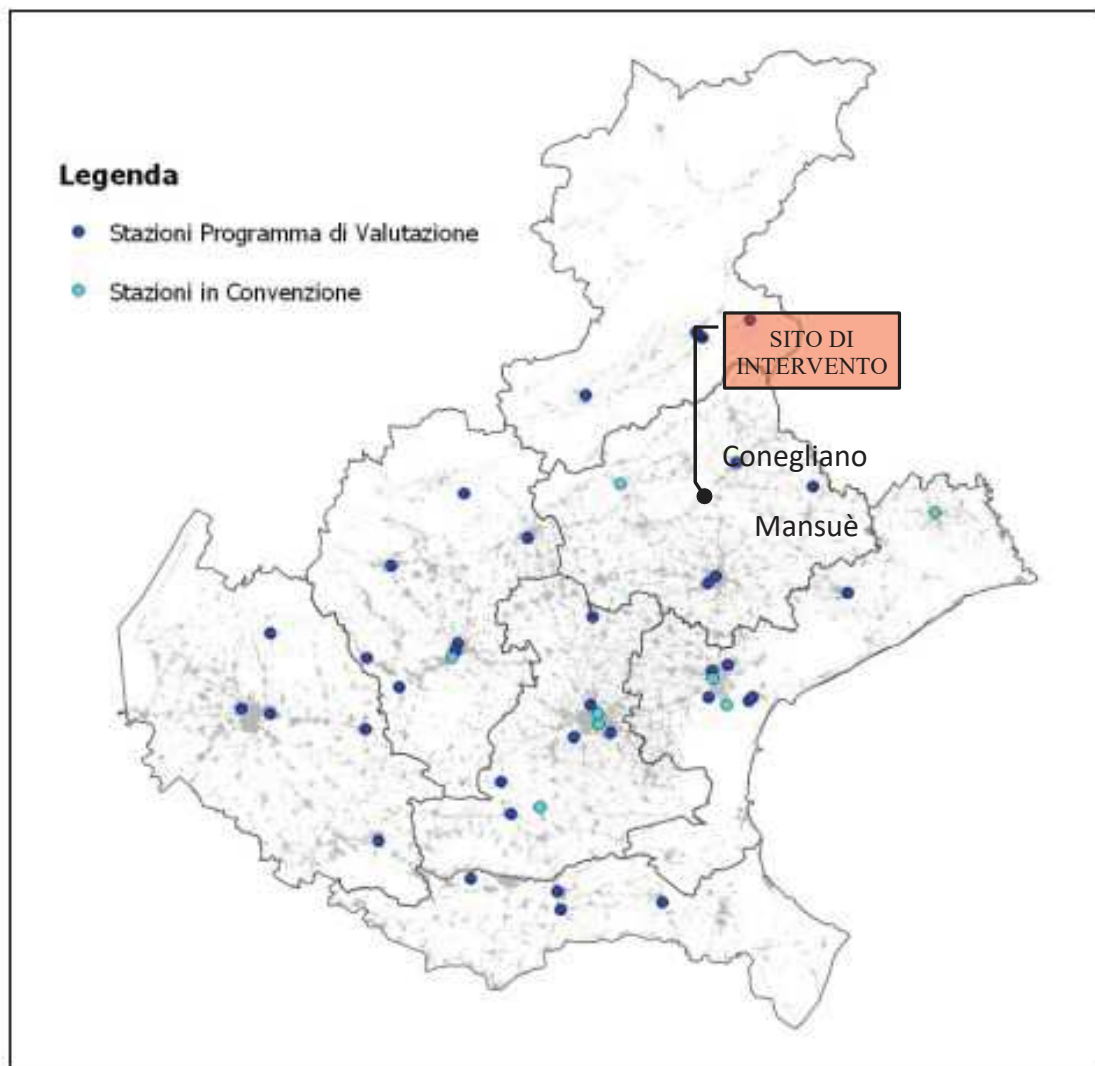 Legenda
Stazioni Programma di Valutazione
Stazioni in Convenzione
SITO DI
INTERVENTO
Conegliano
Mansuè